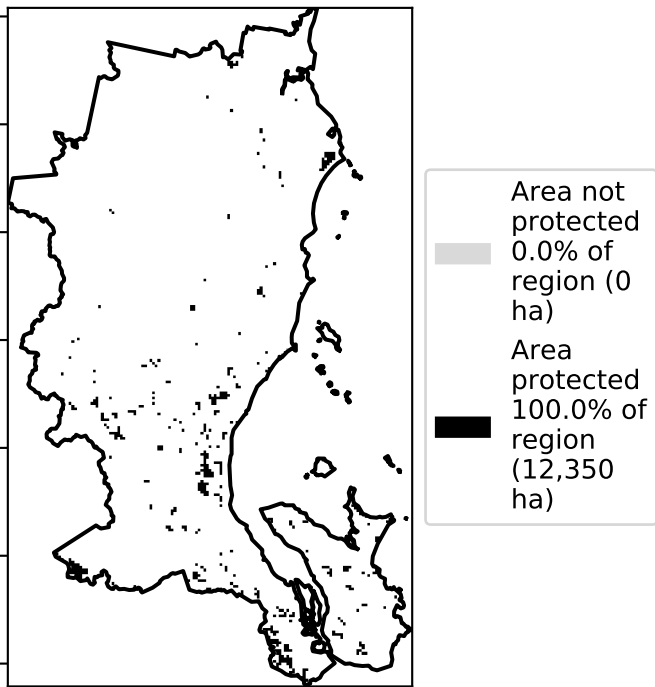 Area not
protected
0.0% of
region (0
ha)
Area
protected
100.0% of
region
(12,350
ha)